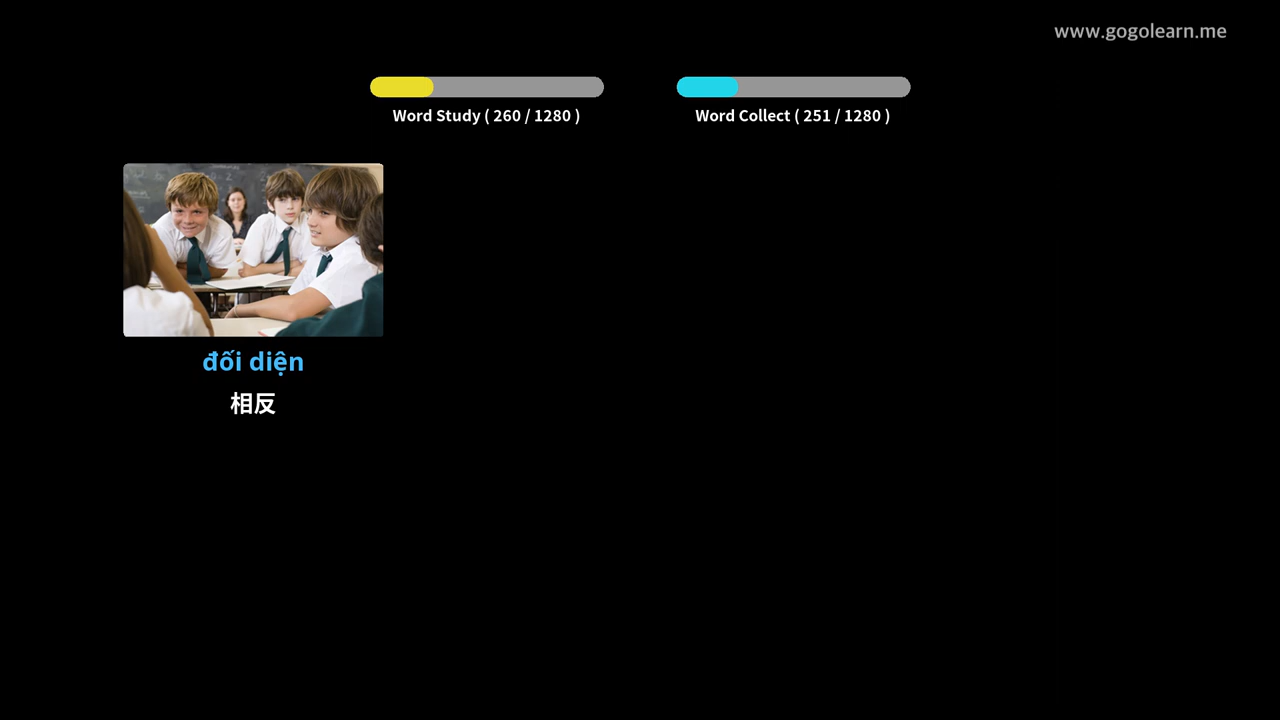 www.gogolearn.me
Word Study ( 260 / 1280 )
Word Collect ( 251 / 1280 )
đối diện
相反